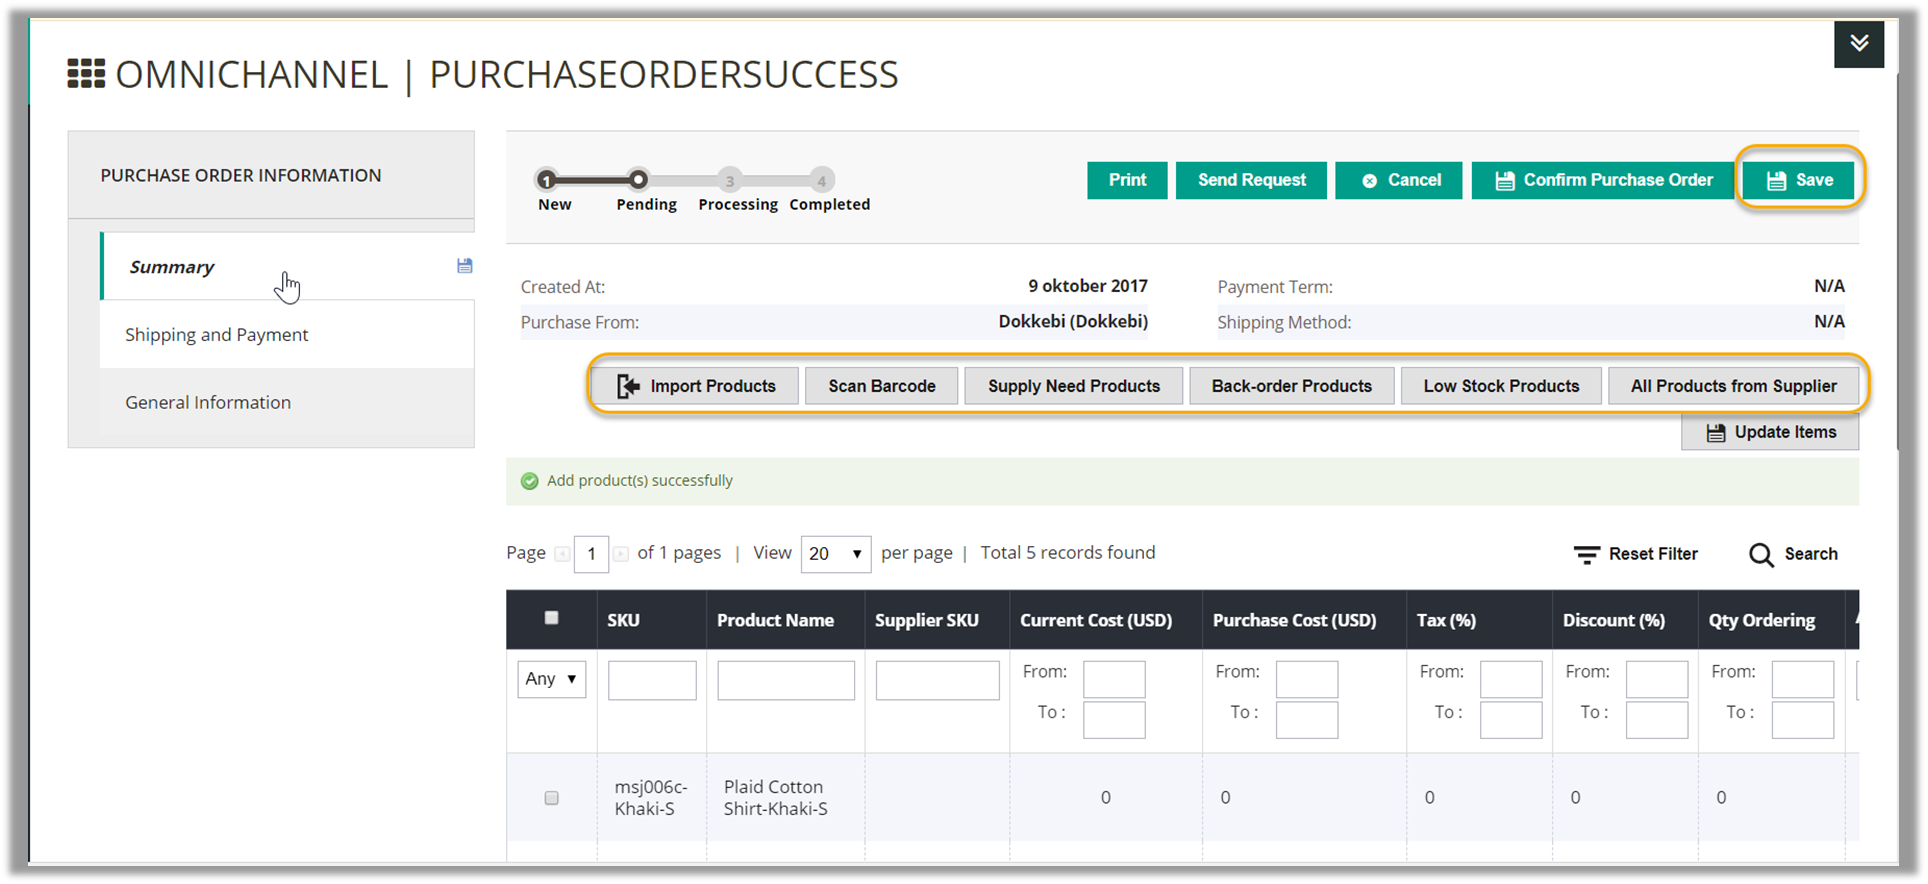 OMNICHANNEL | PURCHASEORDERSUCCESS
PURCHASE ORDER INFORMATION
Summary
Shipping and Payment
General Information
1 3 4
New Pending Processing Completed
Print Send Request Cancel Confirm Purchase Order Save
Created At: 9 oktober 2017 Payment Term: N/A
Purchase From: Dokkebi (Dokkebi) Shipping Method: N/A
Import Products Scan Barcode Supply Need Products Back-order Products Low Stock Products All Products from Supplier
Update Items
Add product(s) successfully
Page 1 of 1 pages | View 20 per page | Total 5 records found Reset Filter Search
SKU Product Name Supplier SKU Current Cost (USD) Purchase Cost (USD) Tax (%) Discount (%) Qty Ordering
Any From: From: From: From: From:
To : To : To : To : To :
msj006c- Plaid Cotton
Khaki-S Shirt-Khaki-S 0 0 0 0 0